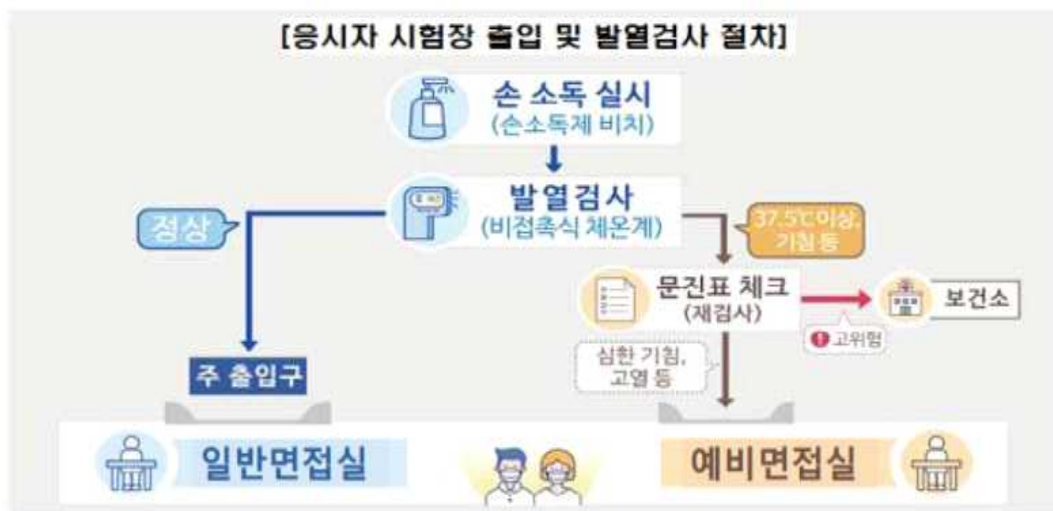 [응시자 시험장 출입 및 발열검사 절차]
손 소독 실시
(손소독제 비치)
발열검사
(비접촉식 체온계)
정상
37.5℃이상,
기침 등
문진표 체크
(재검사)
보건소
! 고위험
심한 기침,
고열 등
주 출입구
일반면접실
예비면접실